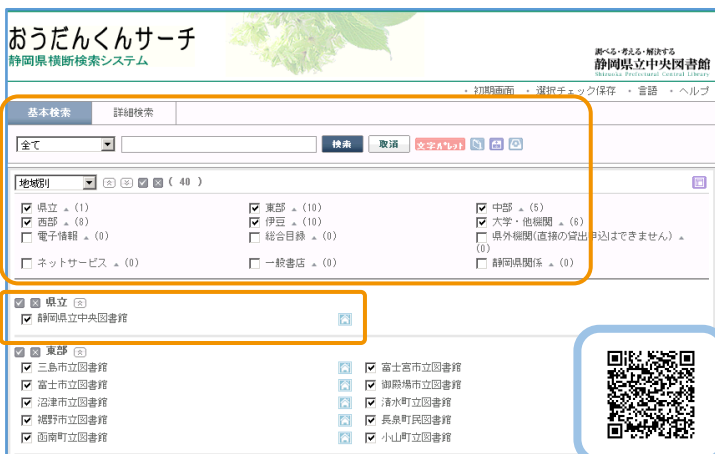 おうだんくんサーチ
静岡県横断検索システム
調べる・考える・解決する
静岡県立中央図書館
Shizuoka Prefectural Central Library
・初期画面 ・選択チェック保存 ・言語 ・ヘルプ
基本検索 詳細検索
全て 検索 取消 文字パレット
地域別 ( 40 )
県立 (1) 東部 (10) 中部 (5)
西部 (8) 伊豆 (10) 大学・他機関 (6)
電子情報 (0) 総合目録 (0) 県外機関(直接の貸出申込はできません)
(0)
ネットサービス (0) 一般書店 (0) 静岡県関係 (0)
県立
静岡県立中央図書館
東部
三島市立図書館 富士宮市立図書館
富士市立図書館 御殿場市立図書館
沼津市立図書館 清水町立図書館
裾野市立図書館 長泉町民図書館
函南町立図書館 小山町立図書館